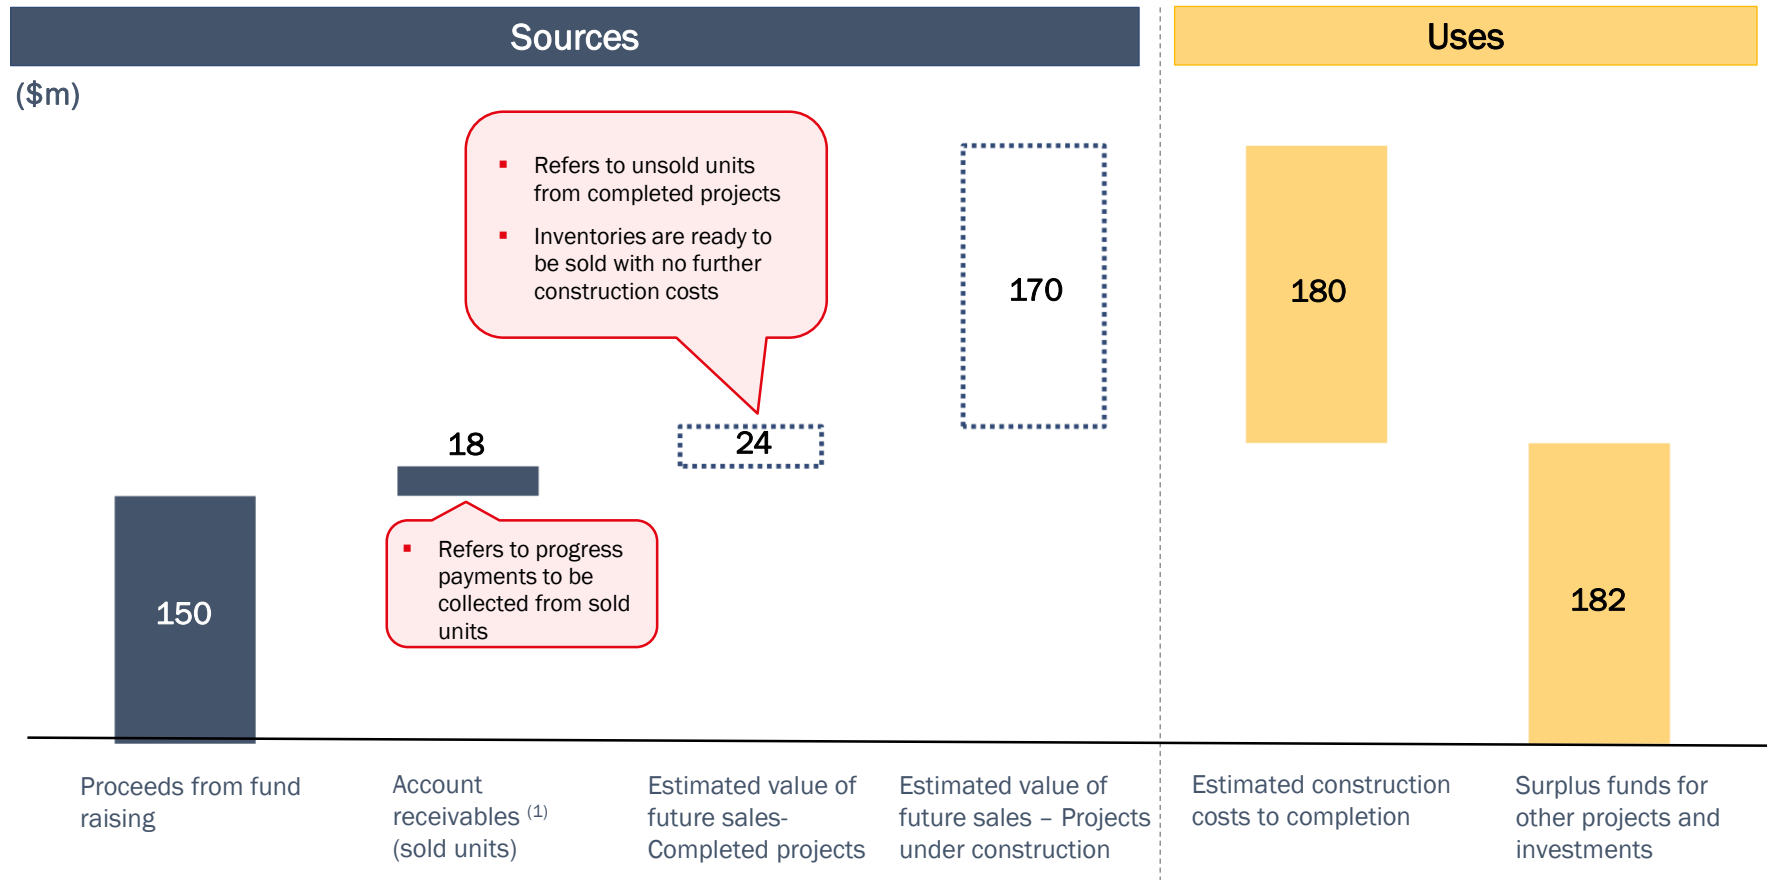 Sources
Uses
($m)
▪ Refers to unsold units
from completed projects
▪ Inventories are ready to
be sold with no further
construction costs
170
180
18
24
▪ Refers to progress
payments to be
collected from sold
units
150
182
Proceeds from fund
raising
Account
receivables (1)
(sold units)
Estimated value of
future sales-
Completed projects
Estimated value of
future sales – Projects
under construction
Estimated construction
costs to completion
Surplus funds for
other projects and
investments